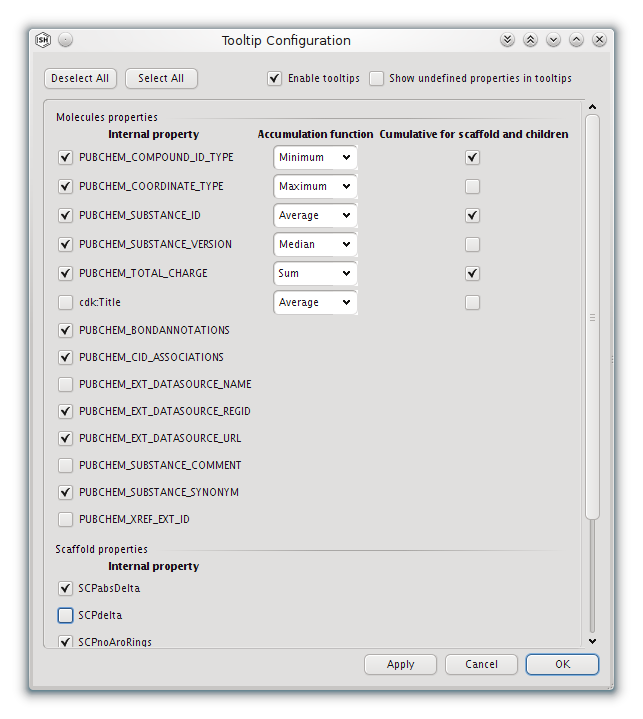 SH Tooltip Configuration
Deselect All Select All Enable tooltips Show undefined properties in tooltips
Molecules properties
Internal property Accumulation function Cumulative for scaffold and children
PUBCHEM_COMPOUND_ID_TYPE Minimum
PUBCHEM_COORDINATE_TYPE Maximum
PUBCHEM_SUBSTANCE_ID Average
PUBCHEM_SUBSTANCE_VERSION Median
PUBCHEM_TOTAL_CHARGE Sum
cdk:Title Average
PUBCHEM_BONDANNOTATIONS
PUBCHEM_CID_ASSOCIATIONS
PUBCHEM_EXT_DATASOURCE_NAME
PUBCHEM_EXT_DATASOURCE_REGID
PUBCHEM_EXT_DATASOURCE_URL
PUBCHEM_SUBSTANCE_COMMENT
PUBCHEM_SUBSTANCE_SYNONYM
PUBCHEM_XREF_EXT_ID
Scaffold properties
Internal property
SCPabsDelta
SCPdelta
SCPnoAroRings
Apply Cancel OK